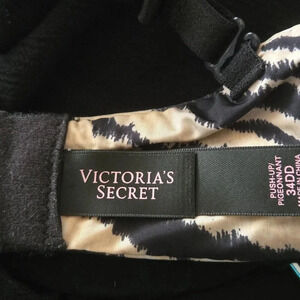 VICTORIA'S
SECRET
PUSH-UP/
PIGEONNANT
34DD
MADE IN CHINA